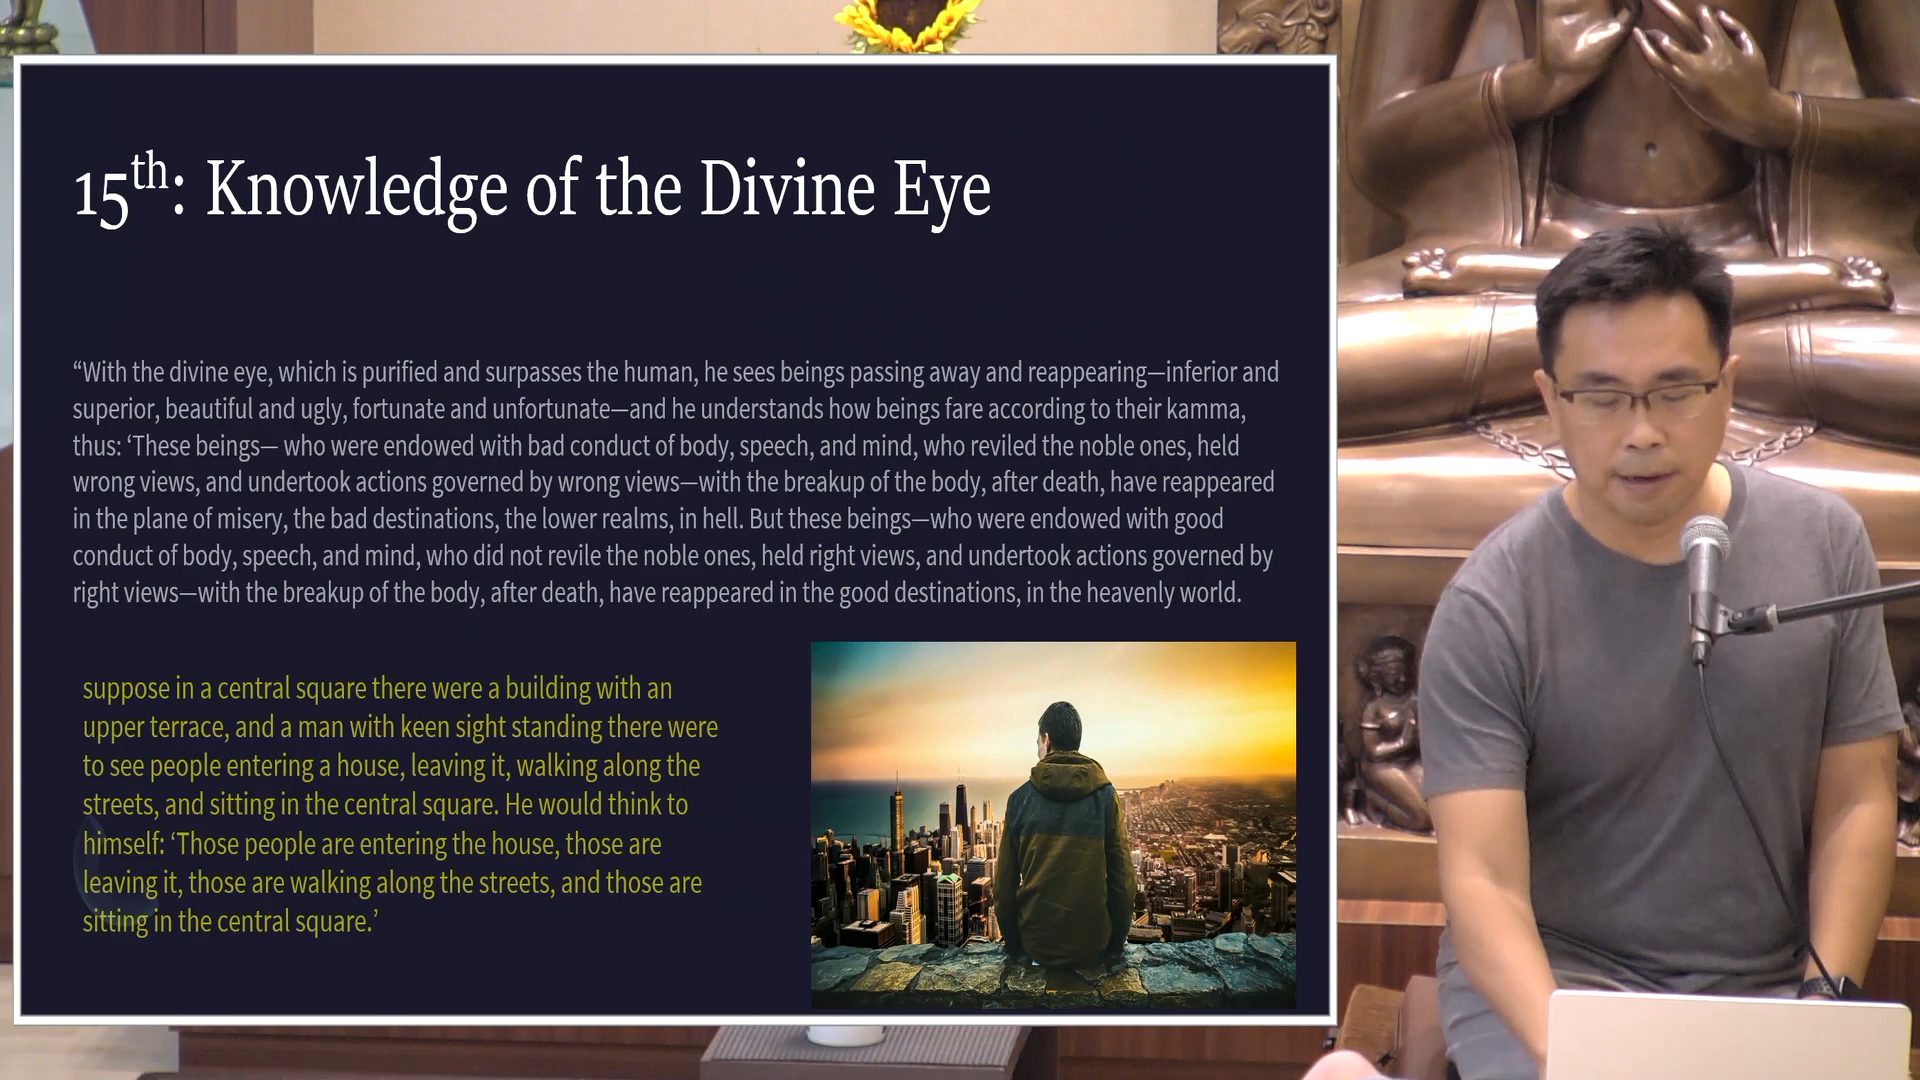 15th: Knowledge of the Divine Eye
“With the divine eye, which is purified and surpasses the human, he sees beings passing away and reappearing—inferior and
superior, beautiful and ugly, fortunate and unfortunate—and he understands how beings fare according to their kamma,
thus: ‘These beings— who were endowed with bad conduct of body, speech, and mind, who reviled the noble ones, held
wrong views, and undertook actions governed by wrong views—with the breakup of the body, after death, have reappeared
in the plane of misery, the bad destinations, the lower realms, in hell. But these beings—who were endowed with good
conduct of body, speech, and mind, who did not revile the noble ones, held right views, and undertook actions governed by
right views—with the breakup of the body, after death, have reappeared in the good destinations, in the heavenly world.
suppose in a central square there were a building with an
upper terrace, and a man with keen sight standing there were
to see people entering a house, leaving it, walking along the
streets, and sitting in the central square. He would think to
himself: ‘Those people are entering the house, those are
leaving it, those are walking along the streets, and those are
sitting in the central square.’